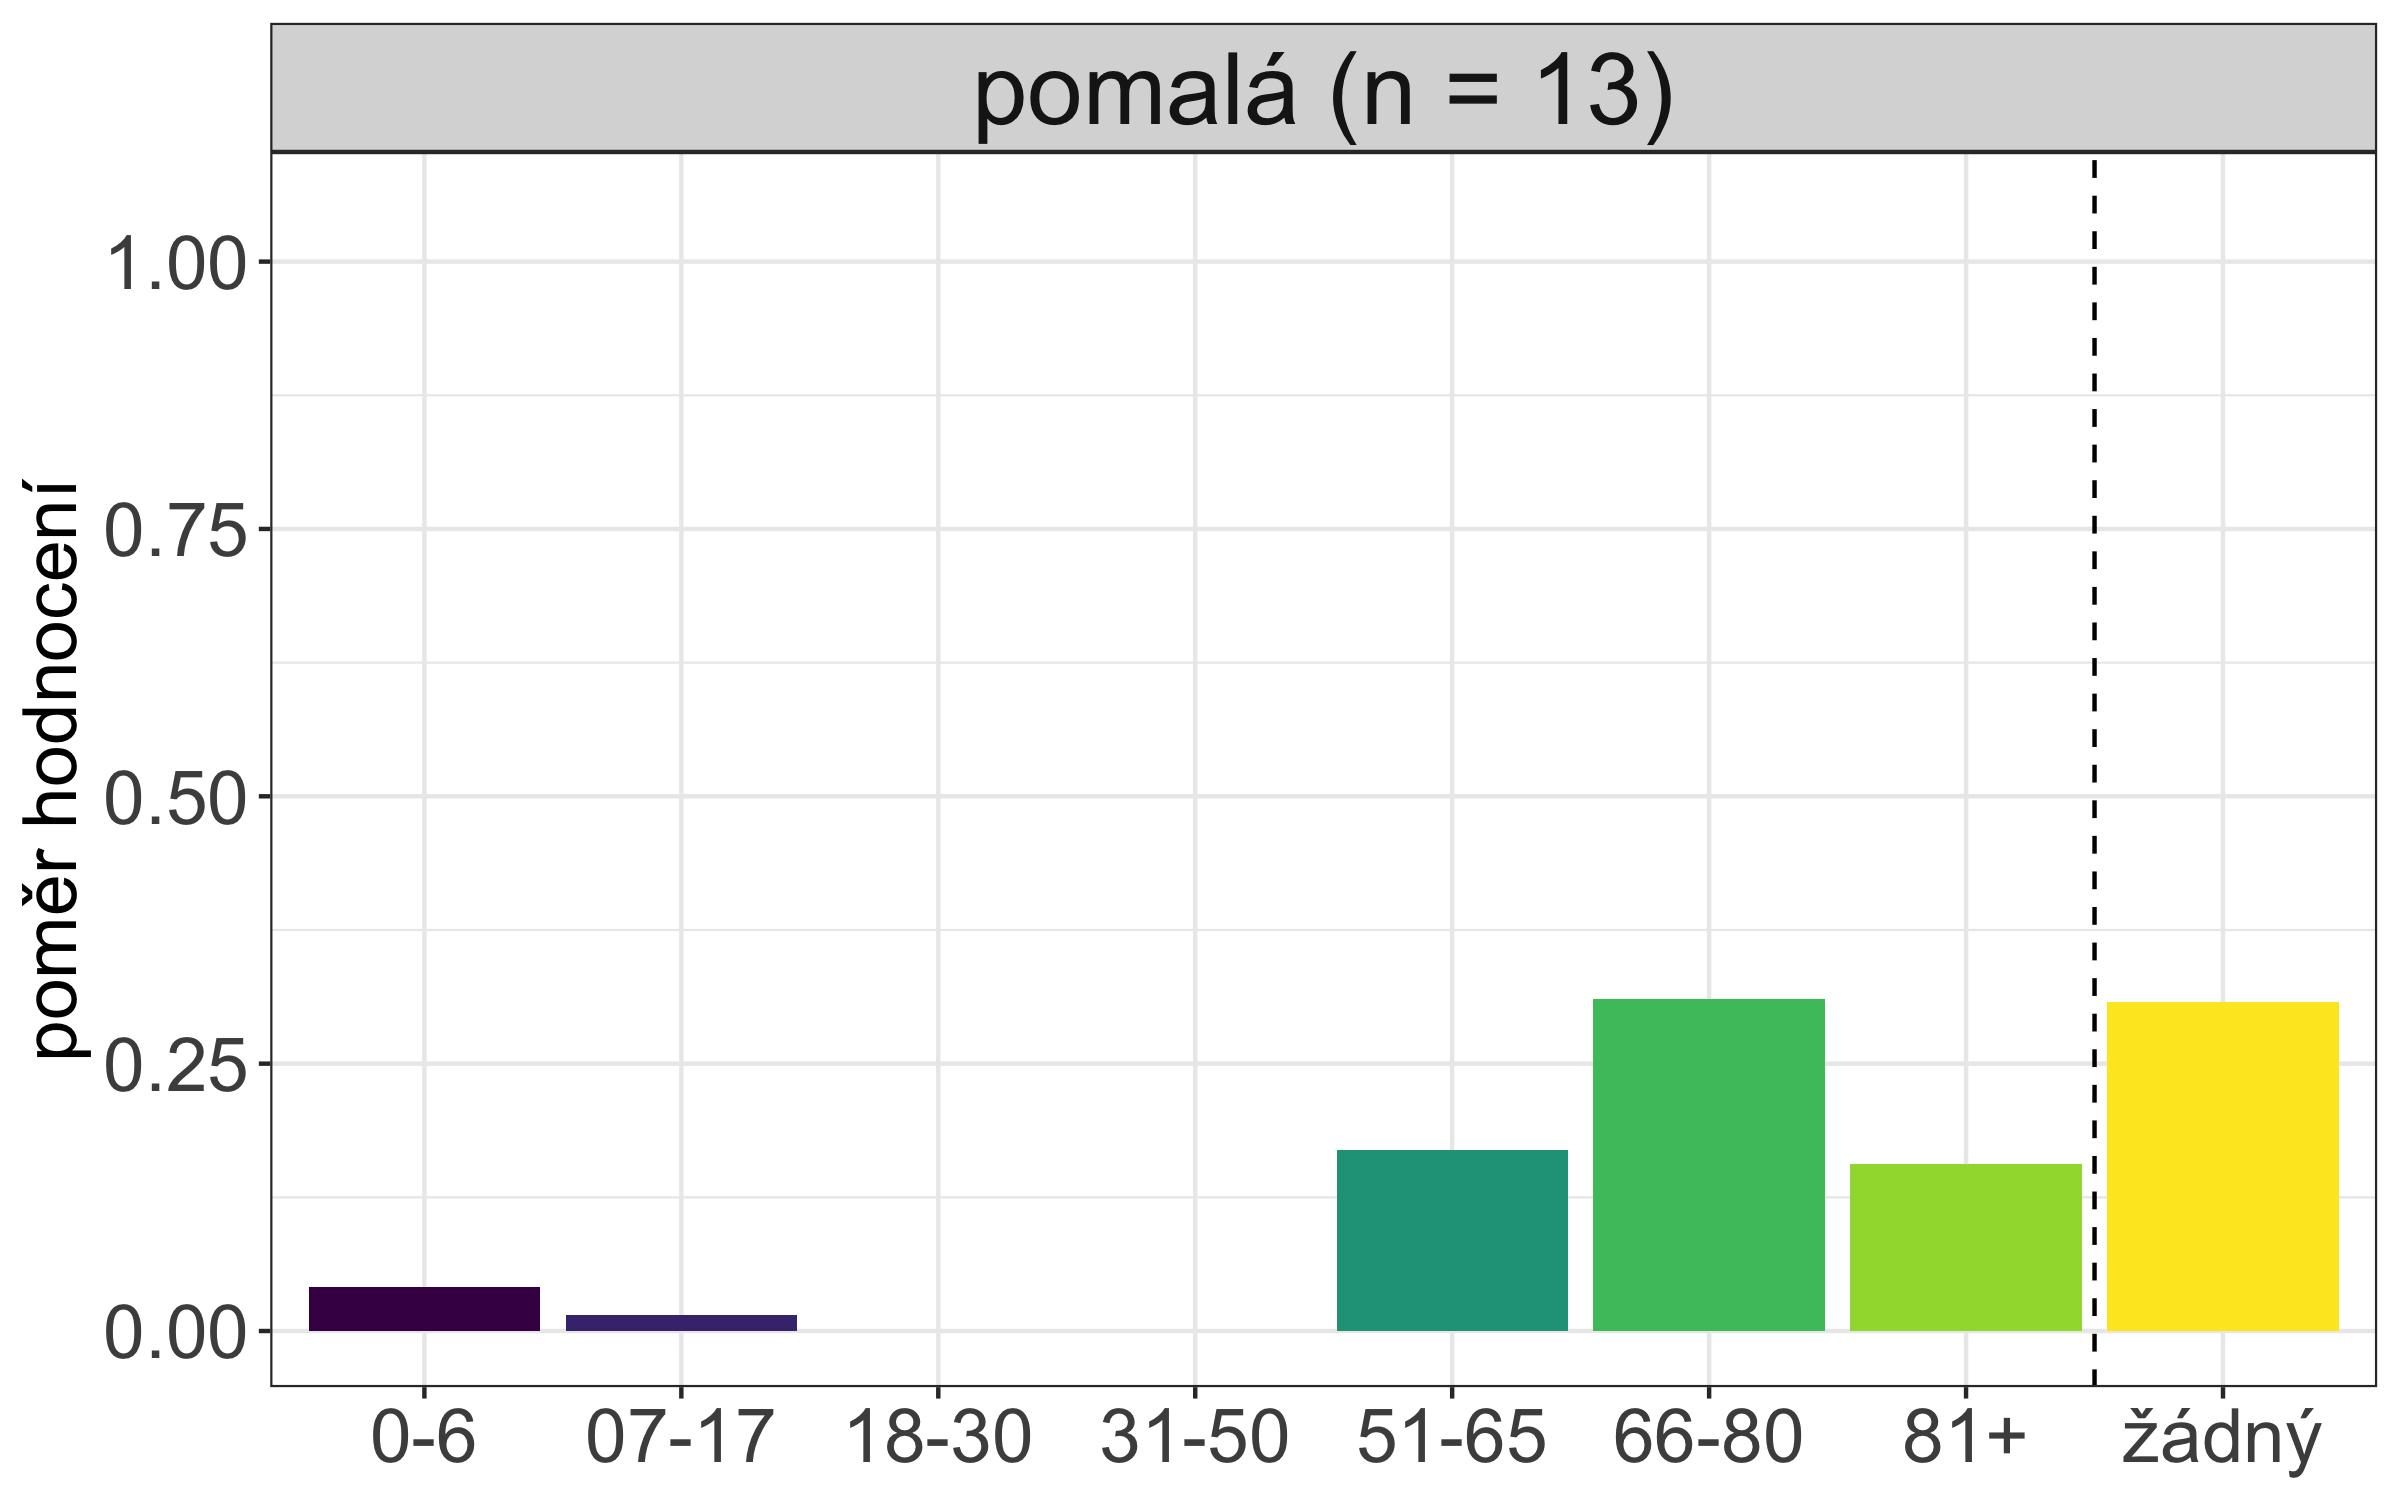 pomalá (n = 13)
poměr hodnocení
1.00
0.75
0.50
0.25
0.00
0-6 07-17 18-30 31-50 51-65 66-80 81+ žádný